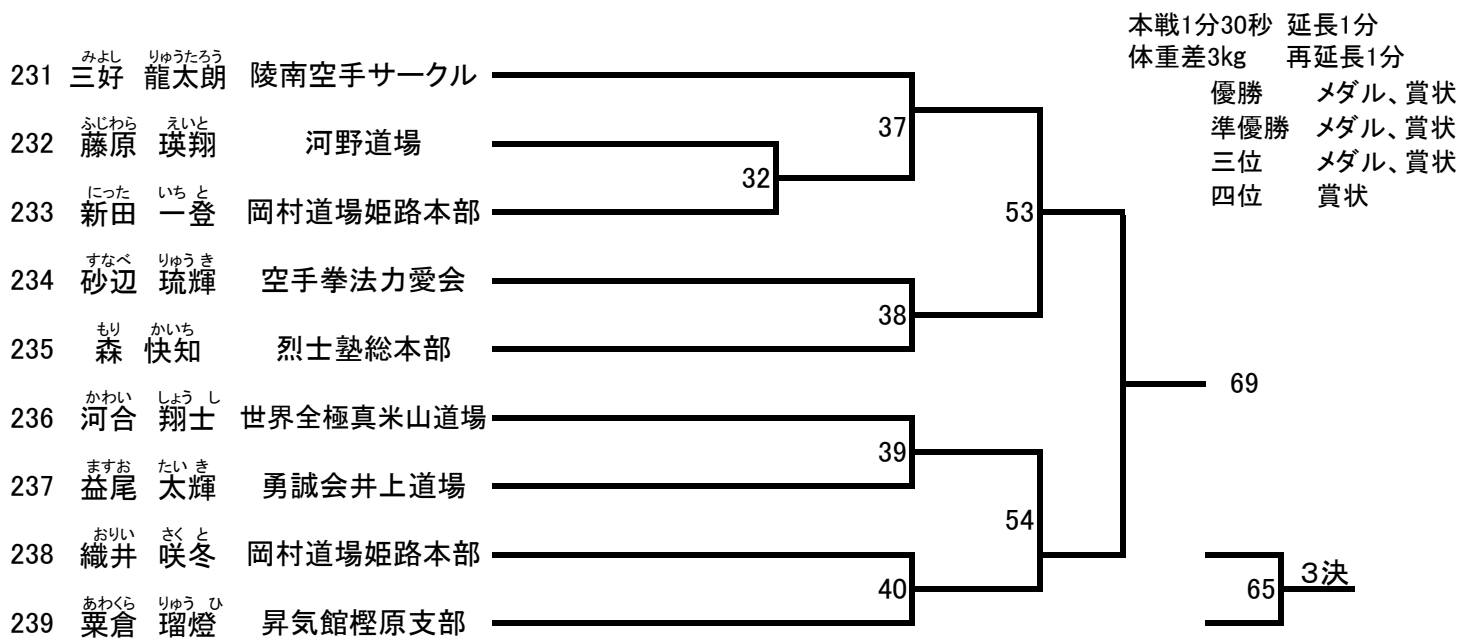 本戦1分30秒 延長1分
体重差3kg 再延長1分
優勝 メダル、賞状
準優勝 メダル、賞状
三位 メダル、賞状
四位 賞状
みよし りゅうたろう
231 三好 龍太朗 陵南空手サークル
ふじわら えいと
232 藤原 瑛翔 河野道場
にった いち と
233 新田 一登 岡村道場姫路本部
すなべ りゅう き
234 砂辺 琉輝 空手拳法力愛会
もり かいち
235 森 快知 烈士塾総本部
かわい しょう し
236 河合 翔士 世界全極真米山道場
ますお たい き
237 益尾 太輝 勇誠会井上道場
おりい さく と
238 織井 咲冬 岡村道場姫路本部
あわくら りゅう ひ
239 粟倉 瑠燈 昇気館樫原支部
32
37
38
39
40
53
54
69
65 3決